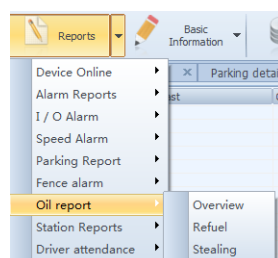 Reports
Basic
Information
Parking detai
Device Online
Alarm Reports
I / O Alarm
Speed Alarm
Parking Report
Fence alarm
Oil report
Overview
Station Reports
Refuel
Driver attendance
Stealing